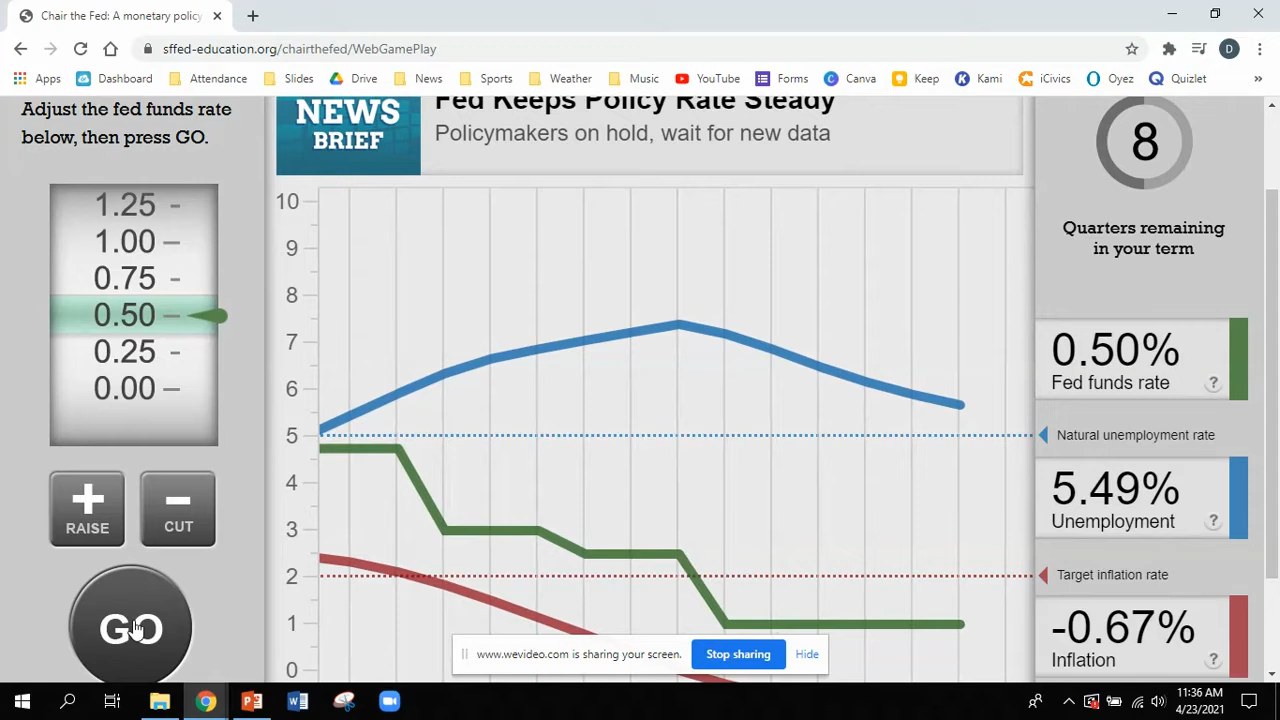 Chair the Fed: A monetary policy
sffed-education.org/chairthefed/WebGamePlay
D
Apps Dashboard Attendance Slides Drive News Sports Weather Music YouTube Forms Canva Keep Kami iCivics Oyez Quizlet »
Adjust the fed funds rate
below, then press GO.
1.25
1.00
0.75
0.50
0.25
0.00
+
RAISE
-
CUT
GO
NEWS
BRIEF
Fed Keeps Policy Rate Steady
Policymakers on hold, wait for new data
10
9
8
7
6
5
4
3
2
1
0
www.wevideo.com is sharing your screen.
Stop sharing
Hide
8
Quarters remaining
in your term
0.50%
Fed funds rate ?
Natural unemployment rate
5.49%
Unemployment ?
Target inflation rate
-0.67%
Inflation ?
11:36 AM
4/23/2021